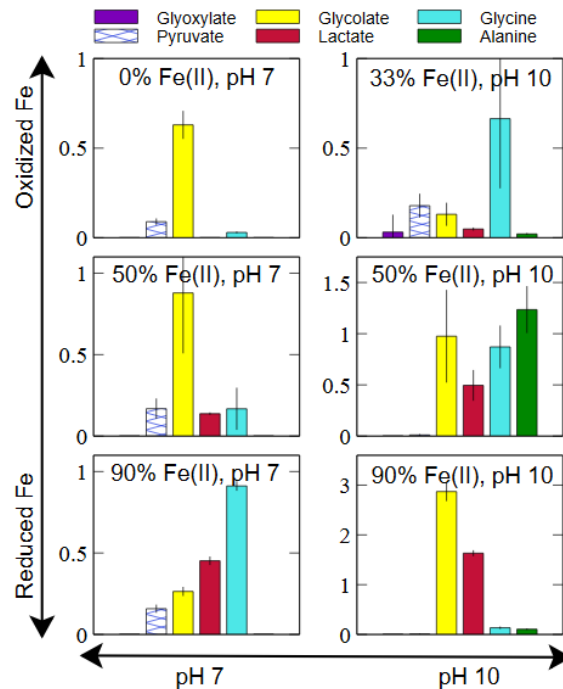 Glyoxylate Glycolate Glycine
Pyruvate Lactate Alanine
Oxidized Fe
Reduced Fe
0% Fe(II), pH 7
1
0.5
0
33% Fe(II), pH 10
1
0.5
0
50% Fe(II), pH 7
1
0.5
0
50% Fe(II), pH 10
1.5
1
0.5
0
90% Fe(II), pH 7
1
0.5
0
90% Fe(II), pH 10
3
2
1
0
pH 7 pH 10